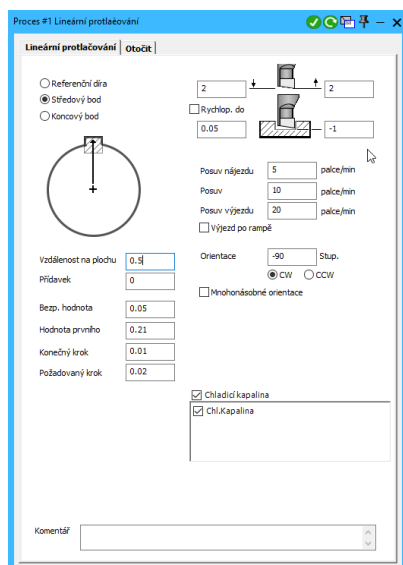 Proces #1 Lineární protlačování
Lineární protlačování
Otočit
Referenční díra
Středový bod
Koncový bod
2
2
Rychlop. do
0.05
-1
Posuv nájezdu 5 palce/min
Posuv 10 palce/min
Posuv výjezdu 20 palce/min
Výjezd po rampě
Vzdálenost na plochu 0.5
Přídavek 0
Bezp. hodnota 0.05
Hodnota prvního 0.21
Konečný krok 0.01
Požadovaný krok 0.02
Orientace -90 Stup.
CW CCW
Mnohonásobné orientace
Chladicí kapalina
Chl.Kapalina
Komentář